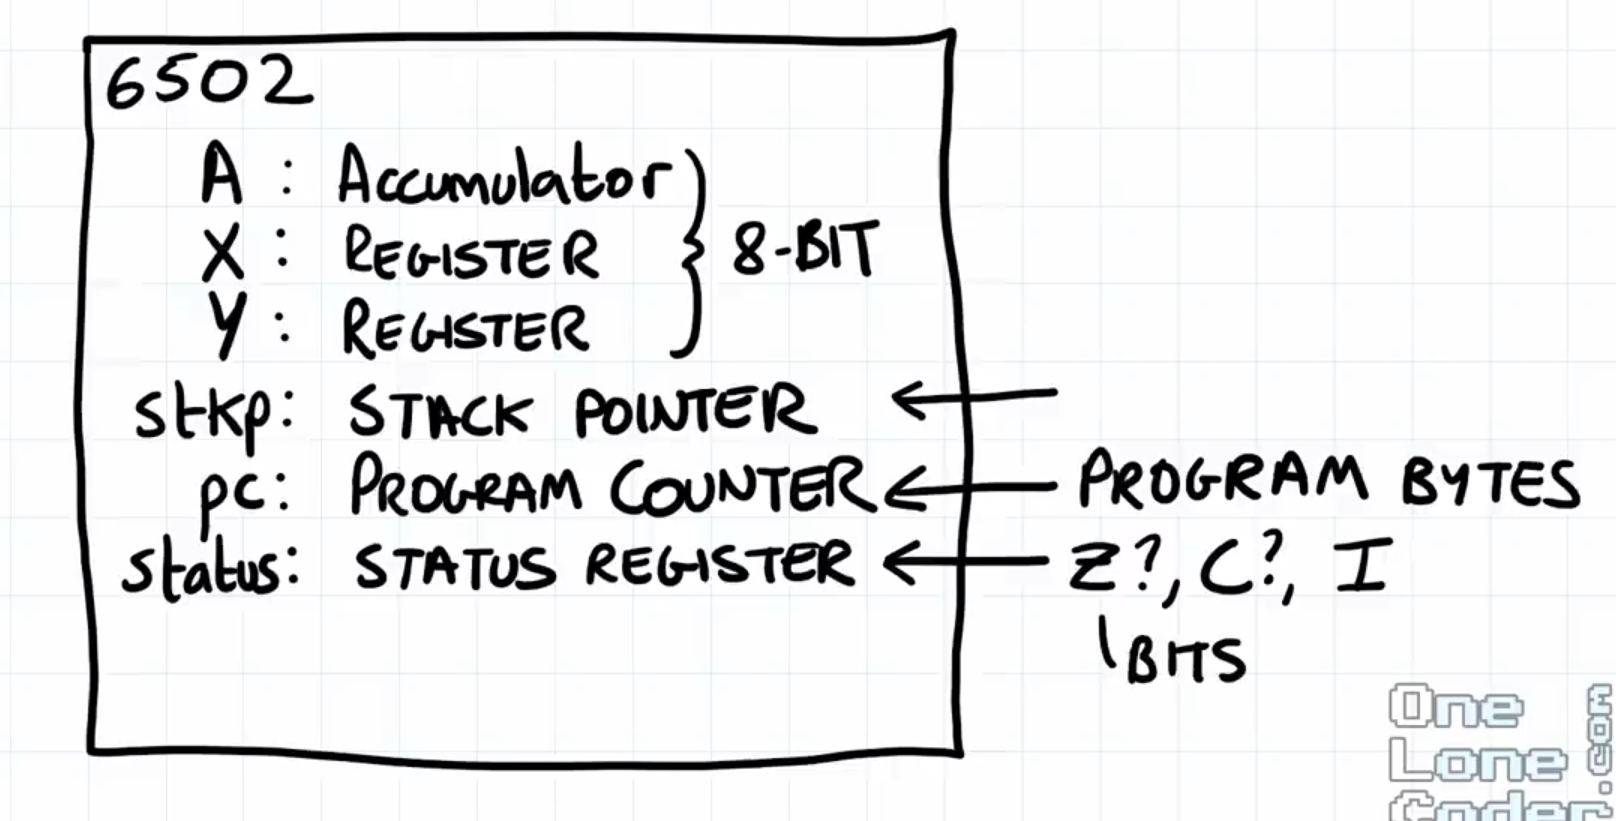 6502
A : Accumulator
X : REGISTER
Y : REGISTER
8-BIT
stkp: STACK POINTER
pc: PROGRAM COUNTER
PROGRAM BYTES
status: STATUS REGISTER
Z?, C?, I
BITS
One
Lone
Coder
.com